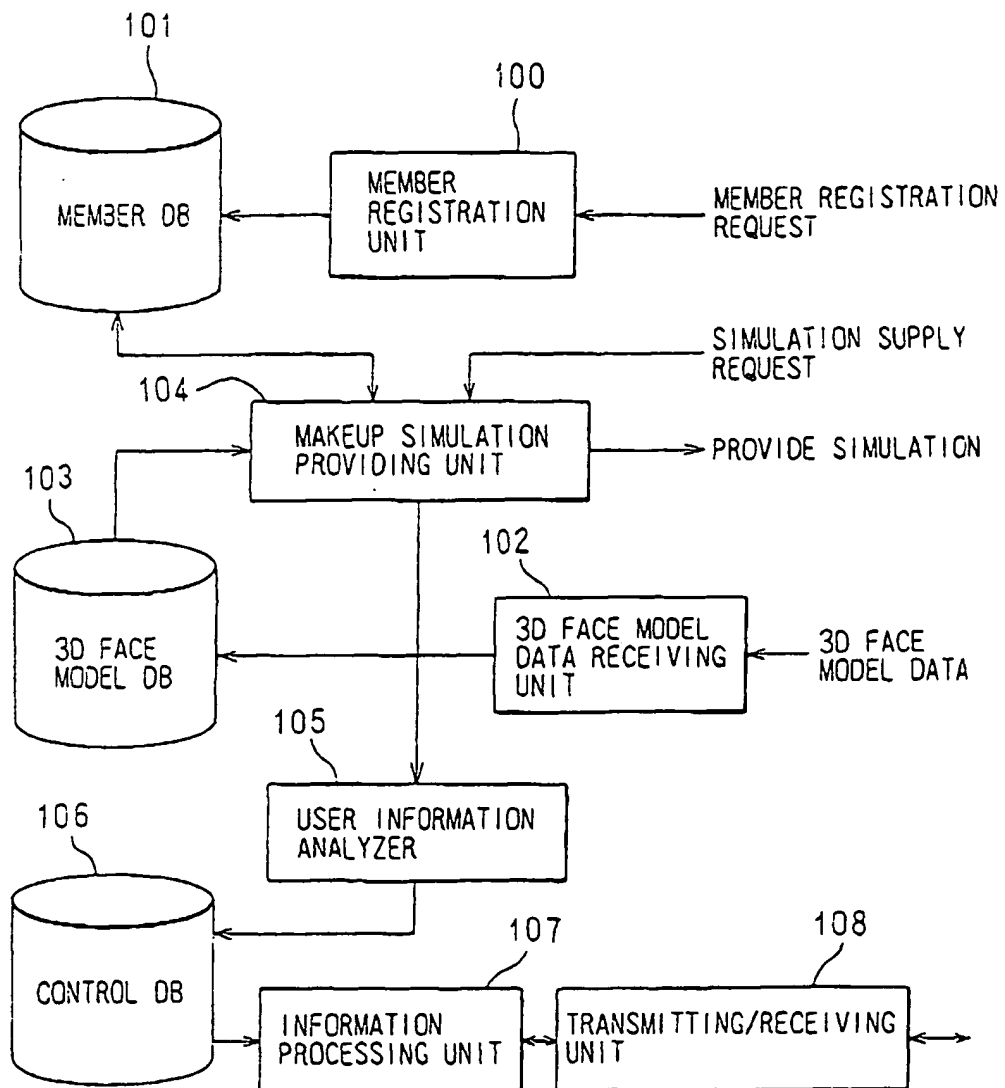 101
100
MEMBER DB
MEMBER
REGISTRATION
UNIT
MEMBER REGISTRATION
REQUEST
SIMULATION SUPPLY
REQUEST
104
MAKEUP SIMULATION
PROVIDING UNIT
PROVIDE SIMULATION
103
102
3D FACE
MODEL DB
3D FACE MODEL
DATA RECEIVING
UNIT
3D FACE
MODEL DATA
105
USER INFORMATION
ANALYZER
106
107
108
CONTROL DB
INFORMATION
PROCESSING UNIT
TRANSMITTING/RECEIVING
UNIT